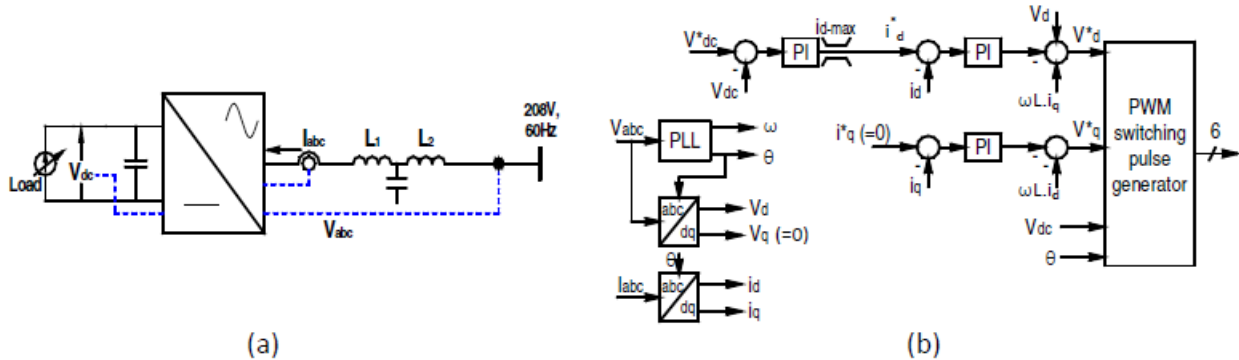 208V,
60Hz
Iabc
L1
L2
Load
Vdc
Vabc
(a)
V*dc
Vdc
PI
id-max
i*d
id
PI
Vd
V*d
ωL.iq
i*q (=0)
iq
PI
V*q
ωL.id
PWM
switching
pulse
generator
6
Vdc
θ
Vabc
PLL
ω
θ
abc
dq
Vd
Vq (=0)
θ
Iabc
abc
dq
id
iq
(b)